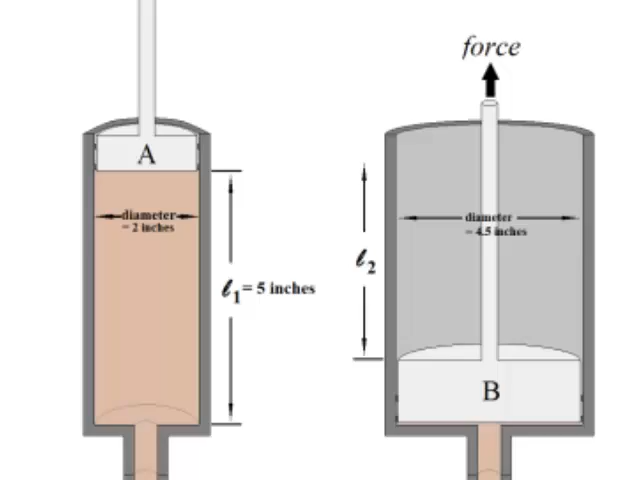 force
A
diameter
= 2 inches
ℓ1 = 5 inches
diameter
= 4.5 inches
ℓ2
B